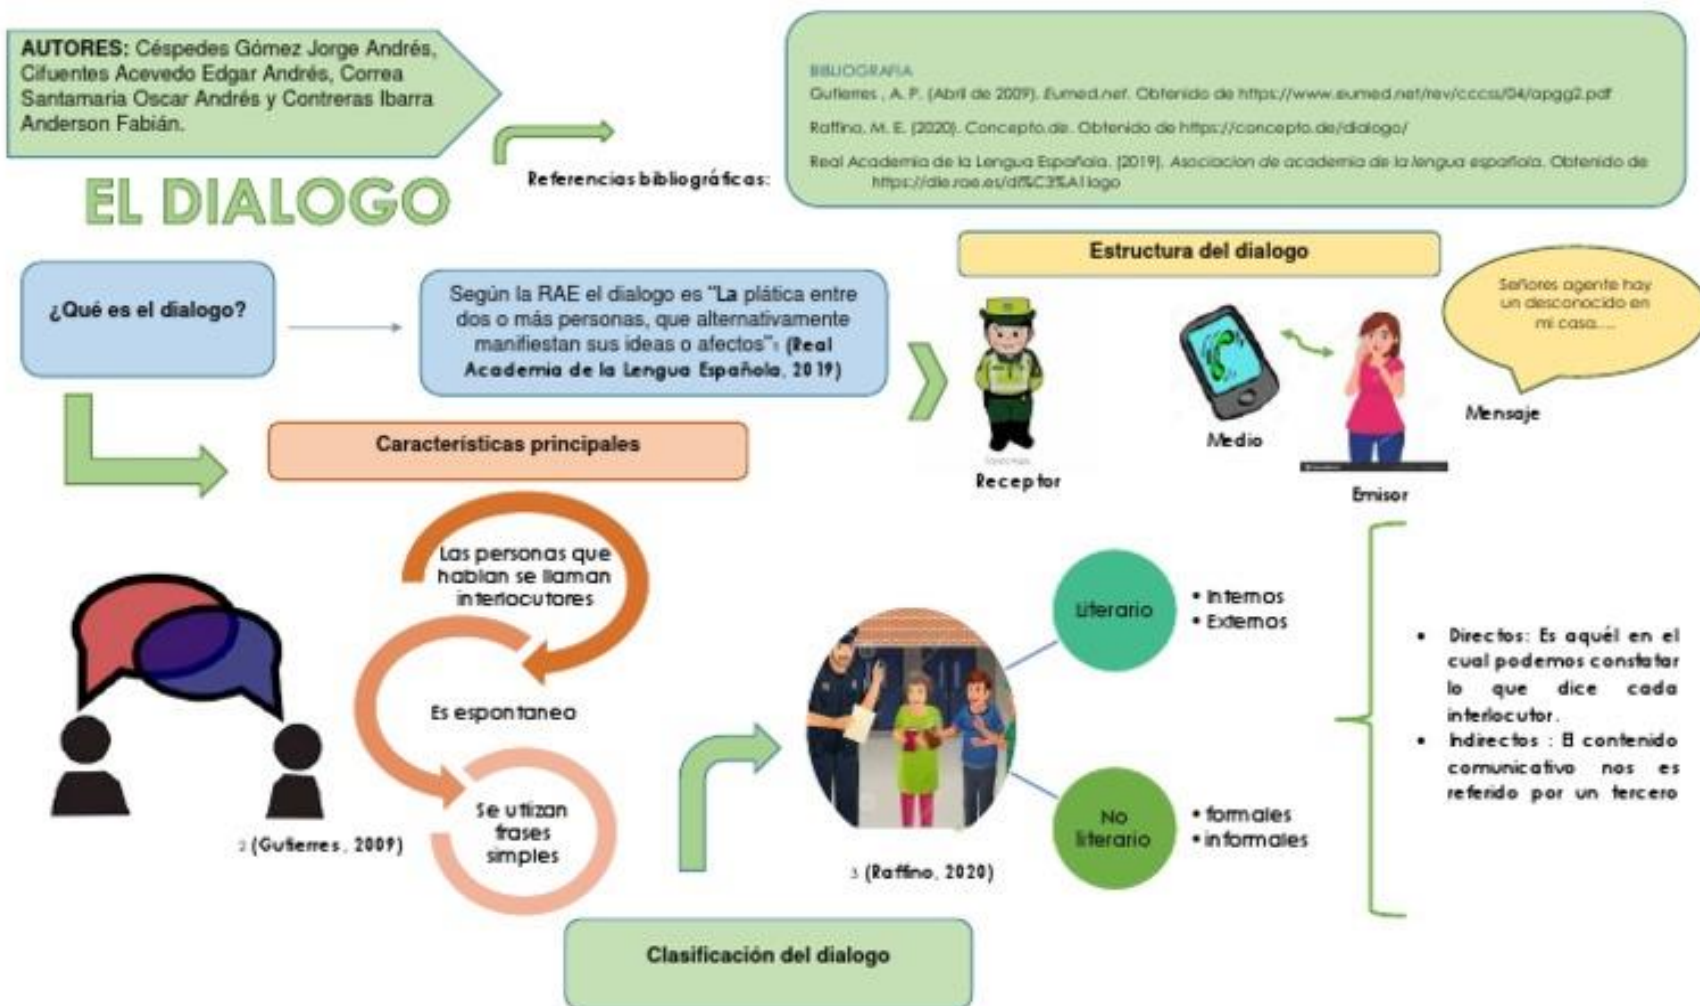 AUTORES: Céspedes Gómez Jorge Andrés,
Cifuentes Acevedo Edgar Andrés, Correa
Santamaria Oscar Andrés y Contreras Ibarra
Anderson Fabián.
EL DIALOGO
Referencias bibliográficas:
BIBLIOGRAFIA
Gutierres , A. P. (Abril de 2009). Eumed.net. Obtenido de https://www.eumed.net/rev/cccss/04/apgg2.pdf
Raffino, M. E. (2020). Concepto.de. Obtenido de https://concepto.de/dialogo/
Real Academia de la Lengua Española. (2019). Asociacion de academia de la lengua española. Obtenido de
https://dle.rae.es/di%C3%A1logo
¿Qué es el dialogo?
Según la RAE el dialogo es "La plática entre
dos o más personas, que alternativamente
manifiestan sus ideas o afectos"1 (Real
Academia de la Lengua Española, 2019)
Estructura del dialogo
Señores agente hay
un desconocido en
mi casa....
Mensaje
Medio
Receptor
Emisor
Características principales
Las personas que
hablan se llaman
interlocutores
Es espontaneo
Se utlizan
frases
simples
2 (Gutierres , 2009)
Literario
• Internos
• Externos
No
literario
• formales
• informales
3 (Raffino, 2020)
• Directos: Es aquél en el
cual podemos constatar
lo que dice cada
interlocutor.
• Indirectos : El contenido
comunicativo nos es
referido por un tercero
Clasificación del dialogo